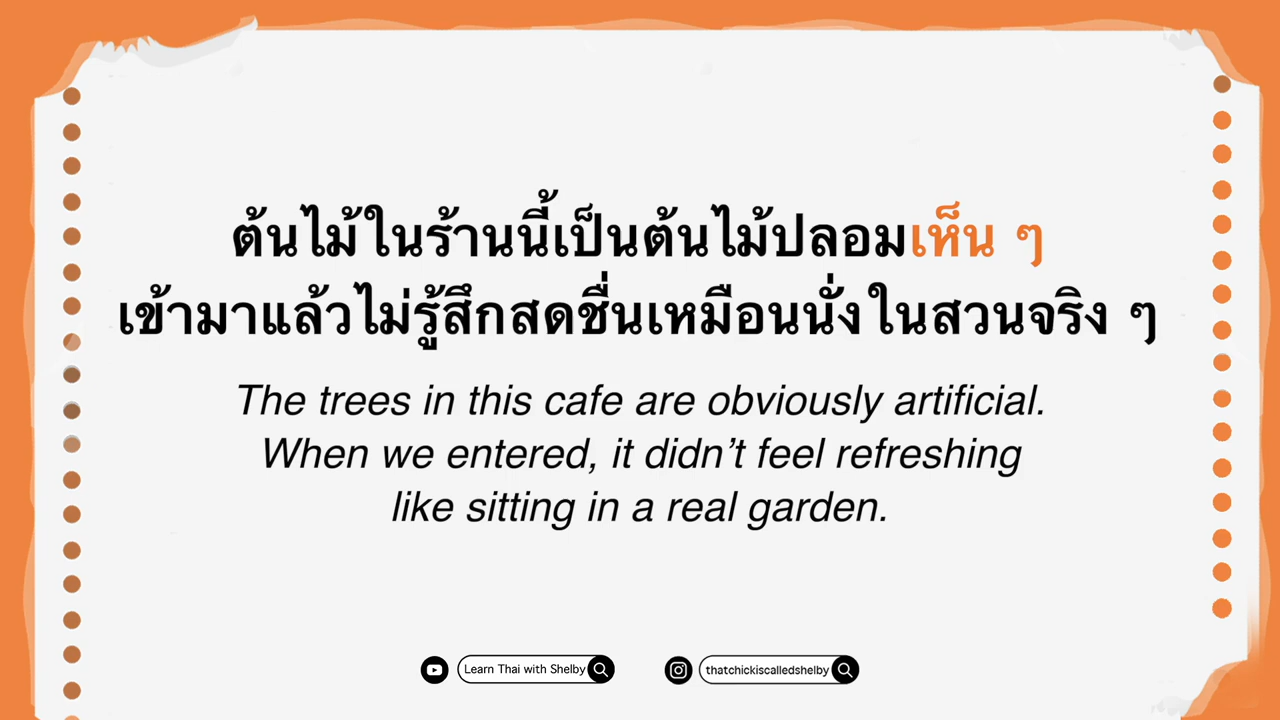 ต้นไม้ในร้านนี้เป็นต้นไม้ปลอมเห็น ๆ
เข้ามาแล้วไม่รู้สึกสดชื่นเหมือนนั่งในสวนจริง ๆ
The trees in this cafe are obviously artificial.
When we entered, it didn't feel refreshing
like sitting in a real garden.
Learn Thai with Shelby
thatchickiscalledshelby